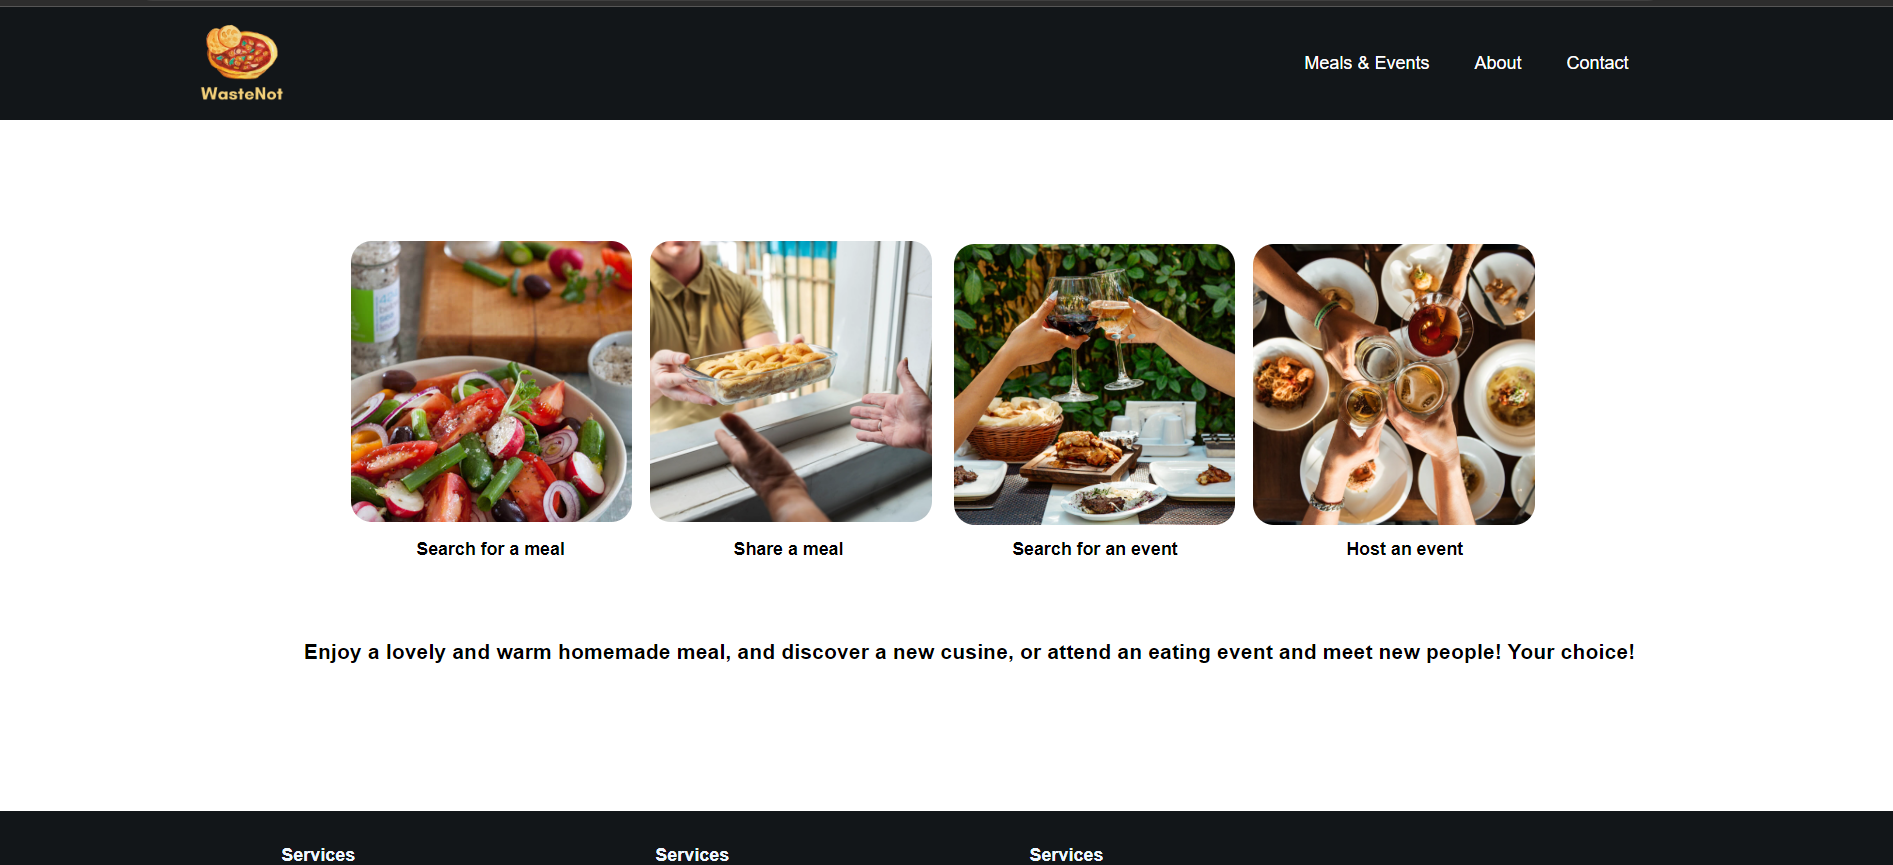 WasteNot
Meals & Events
About
Contact
Search for a meal
Share a meal
Search for an event
Host an event
Enjoy a lovely and warm homemade meal, and discover a new cusine, or attend an eating event and meet new people! Your choice!
Services
Services
Services